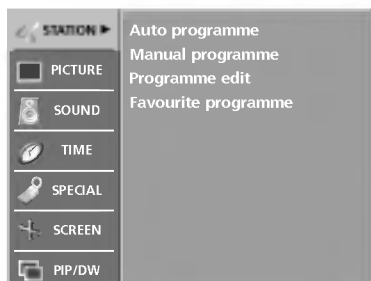 STATION
Auto programme
Manual programme
Programme edit
Favourite programme
PICTURE
SOUND
TIME
SPECIAL
SCREEN
PIP/DW